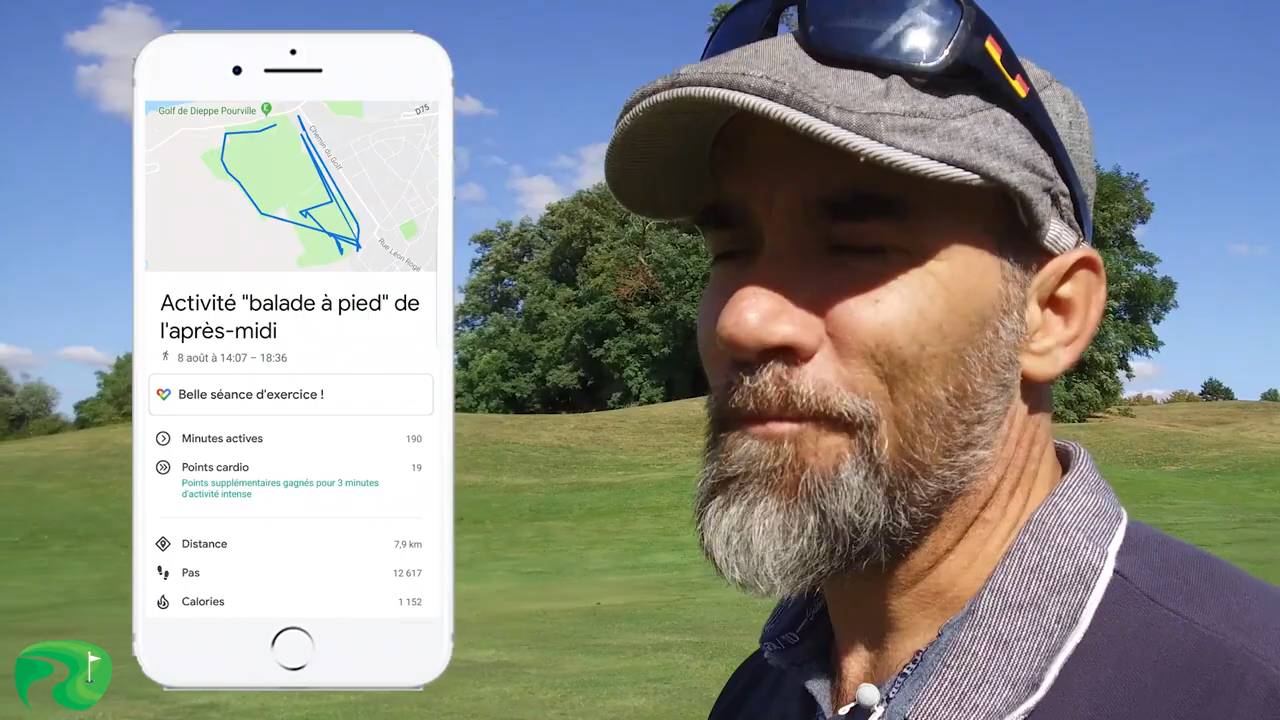 Golf de Dieppe Pourville
D75
Chemin du Golf
Rue Léon Rogé
Activité "balade à pied" de
l'après-midi
8 août à 14:07 – 18:36
Belle séance d'exercice !
Minutes actives 190
Points cardio 19
Points supplémentaires gagnés pour 3 minutes
d'activité intense
Distance 7,9 km
Pas 12 617
Calories 1 152